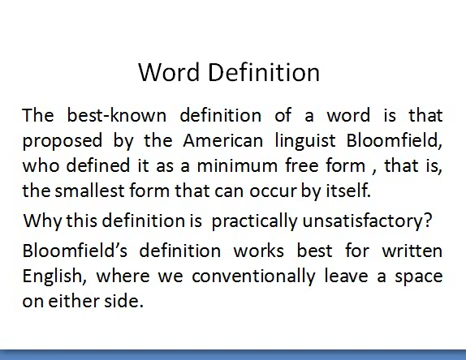 Word Definition
The best-known definition of a word is that
proposed by the American linguist Bloomfield,
who defined it as a minimum free form , that is,
the smallest form that can occur by itself.
Why this definition is  practically unsatisfactory?
Bloomfield’s definition works best for written
English, where we conventionally leave a space
on either side.